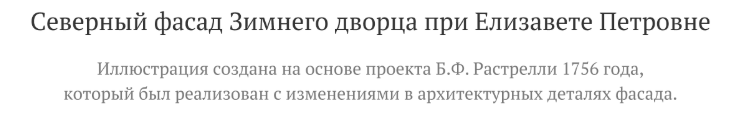 Северный фасад Зимнего дворца при Елизавете Петровне
Иллюстрация создана на основе проекта Б.Ф. Растрелли 1756 года,
который был реализован с изменениями в архитектурных деталях фасада.